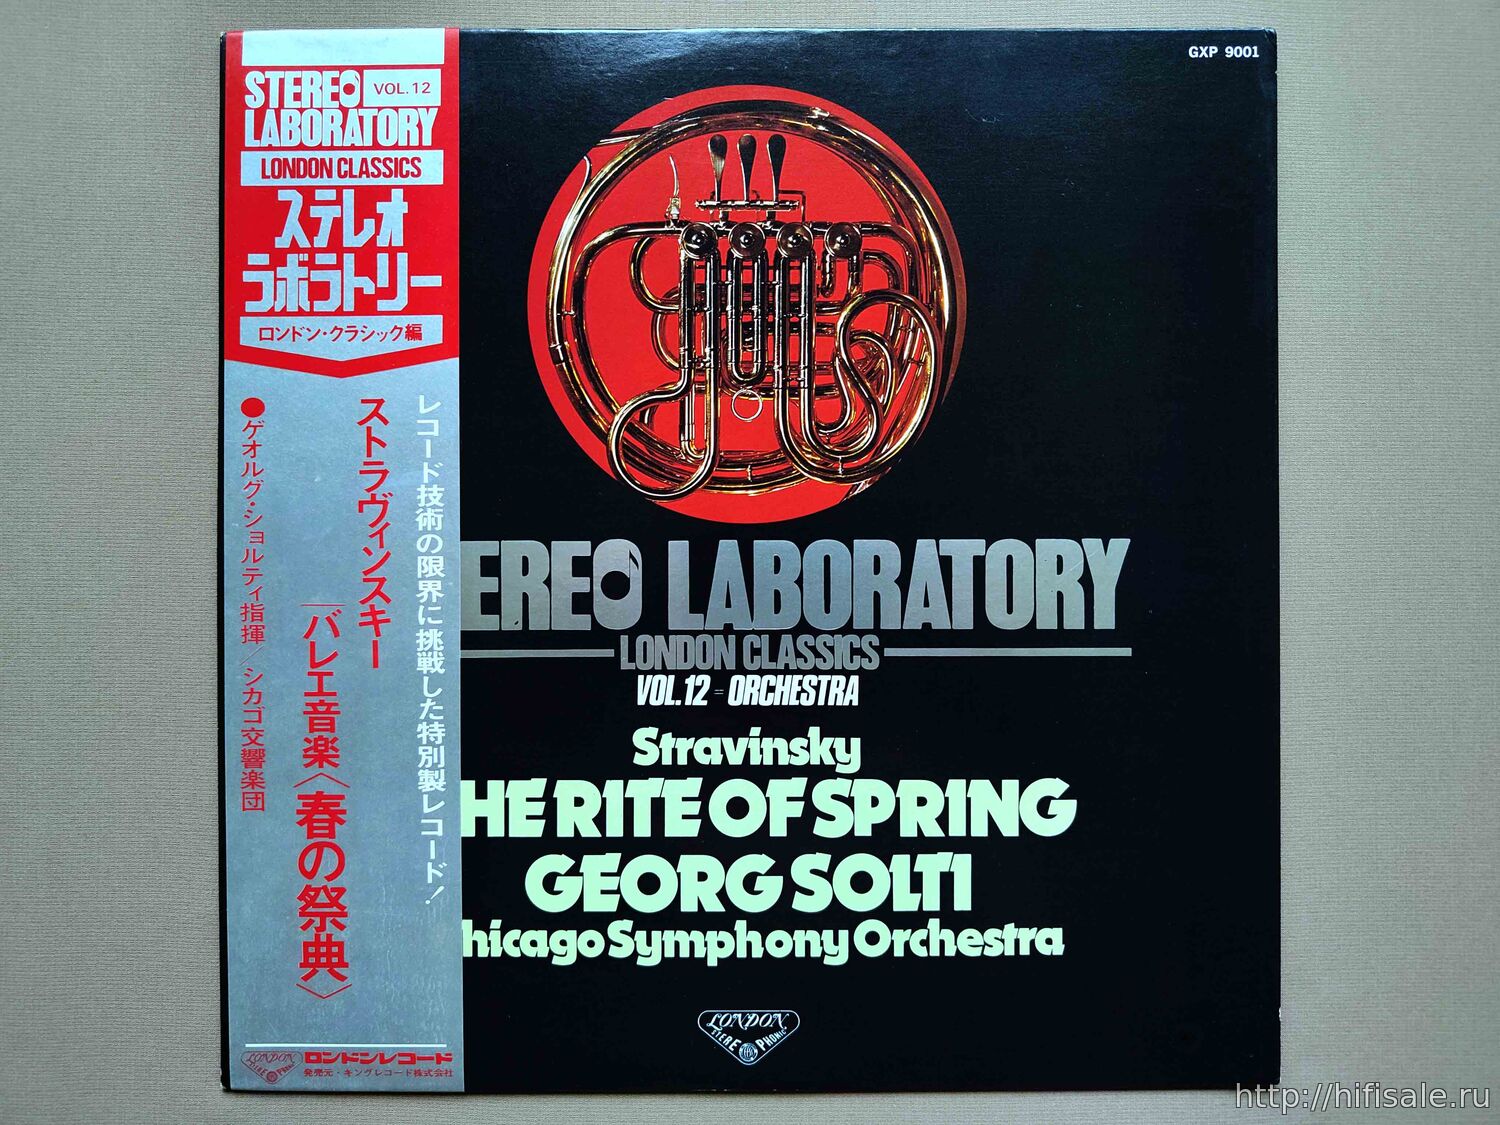 STEREO
VOL.12
LABORATORY
LONDON CLASSICS
ステレオ
ラボラトリー
ロンドン・クラシック編
レコード技術の限界に挑戦した特別製レコード!
ストラヴィンスキー
バレエ音楽〈春の祭典〉
●ゲオルグ・ショルティ指揮/シカゴ交響楽団
LONDON
STEREOPHONIC
ロンドンレコード
発売元・キングレコード株式会社
GXP 9001
EREO LABORATORY
LONDON CLASSICS
VOL.12=ORCHESTRA
Stravinsky
HE RITE OF SPRING
GEORG SOLTI
hicago Symphony Orchestra
LONDON
STEREOPHONIC
http://hifisale.ru